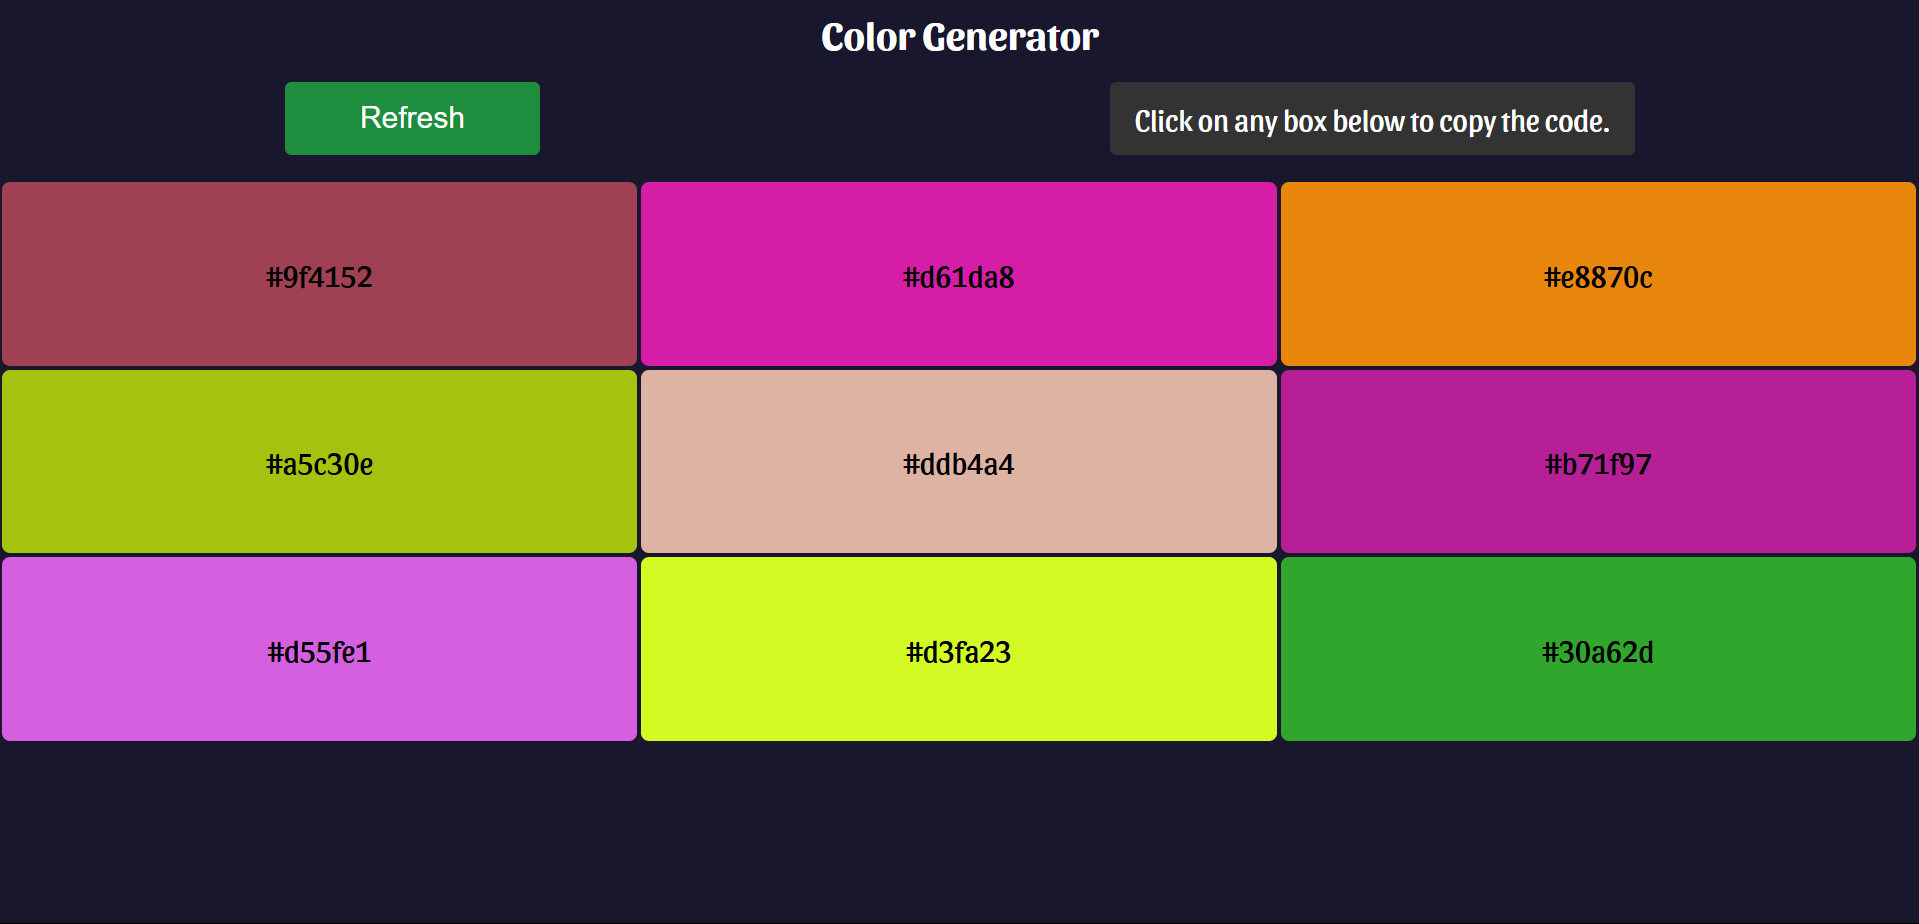 Color Generator
Refresh
Click on any box below to copy the code.
#9f4152
#d61da8
#e8870c
#a5c30e
#ddb4a4
#b71f97
#d55fe1
#d3fa23
#30a62d